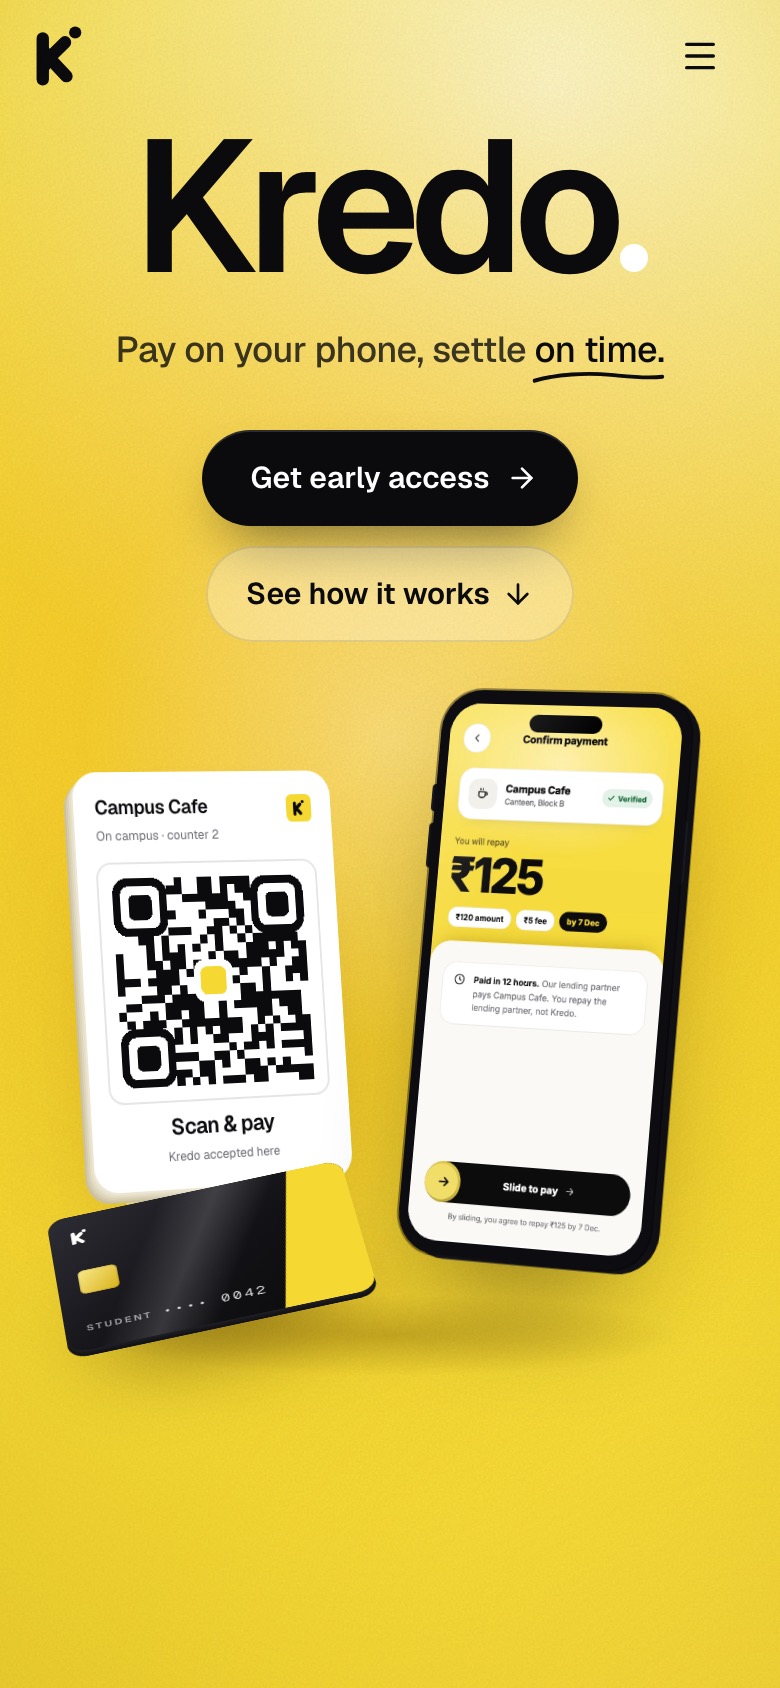 Kredo.
Pay on your phone, settle on time.
Get early access →
See how it works ↓
Campus Cafe
On campus · counter 2
Scan & pay
Kredo accepted here
STUDENT •••• 0042
Confirm payment
Campus Cafe
Canteen, Block B
✓ Verified
You will repay
₹125
₹120 amount
₹5 fee
by 7 Dec
Paid in 12 hours. Our lending partner
pays Campus Cafe. You repay the
lending partner, not Kredo.
Slide to pay →
By sliding, you agree to repay ₹125 by 7 Dec.